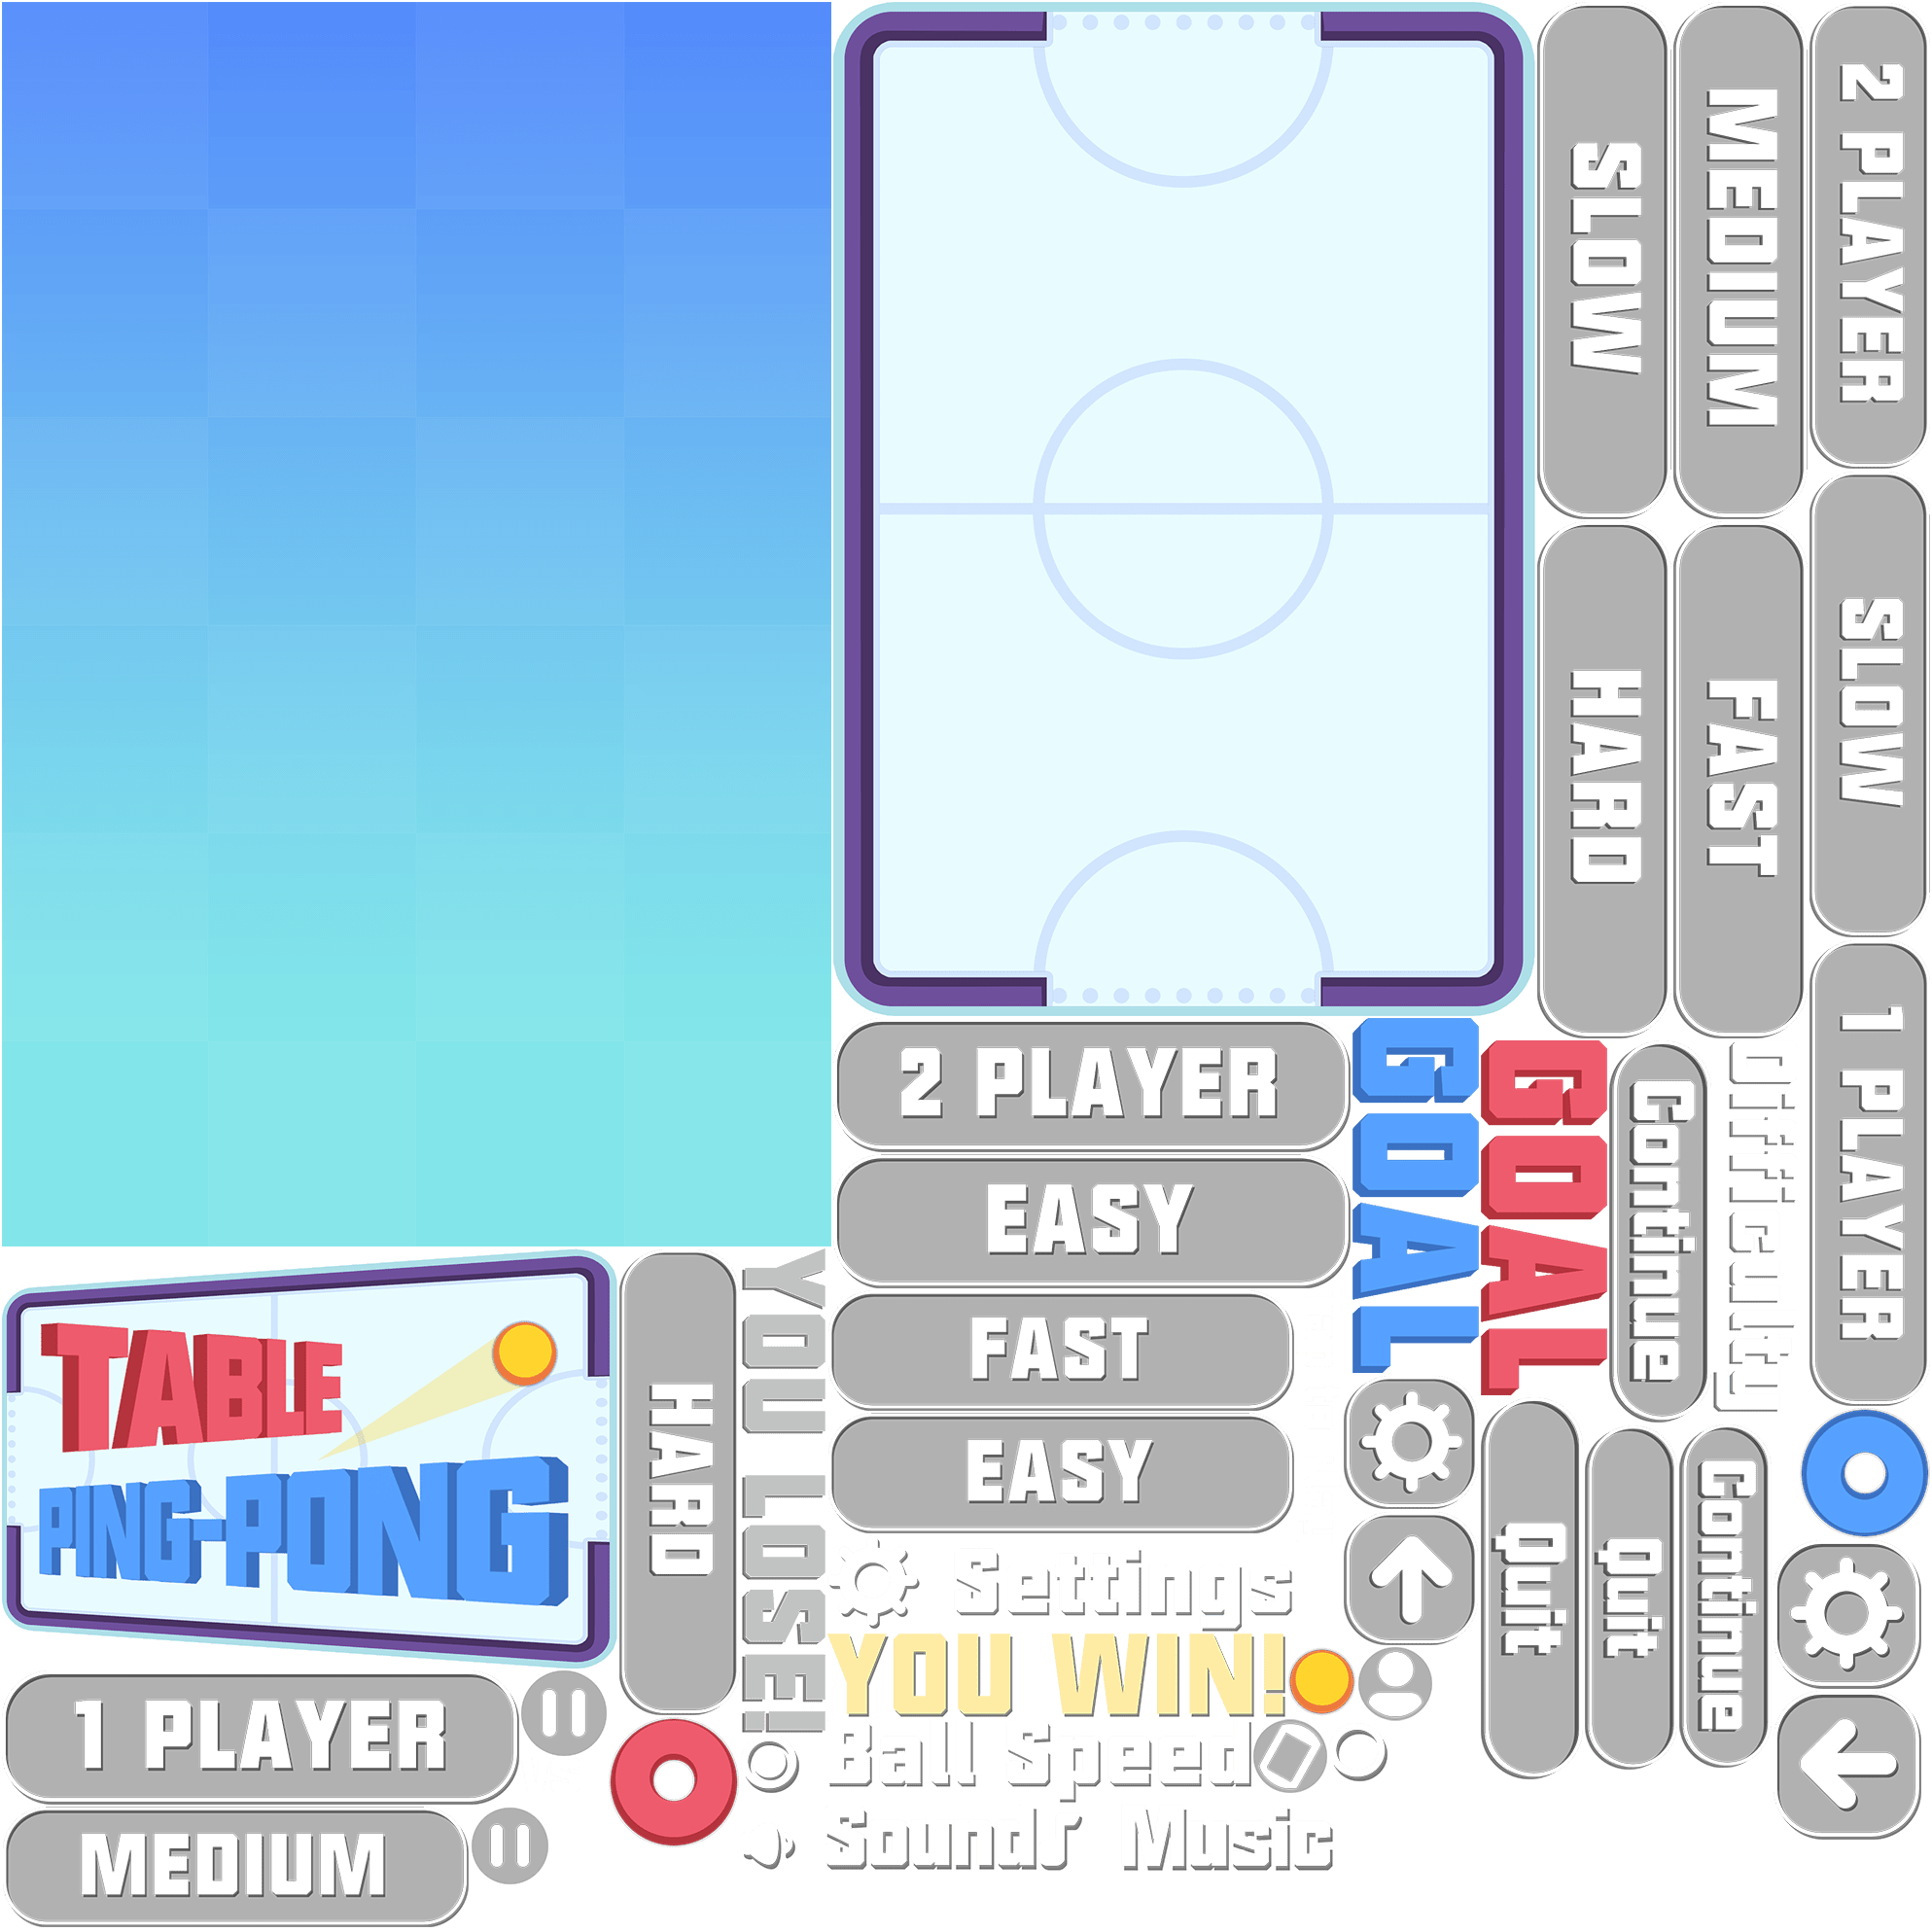 SLOW
MEDIUM
2 PLAYER
HARD
FAST
SLOW
1 PLAYER
2 PLAYER
EASY
FAST
EASY
GOAL
GOAL
Continue
Difficulty
TABLE
PING-PONG
HARD
YOU LOSE!
Settings
YOU WIN!
Ball Speed
Sound
Music
Quit
Quit
Continue
1 PLAYER
MEDIUM